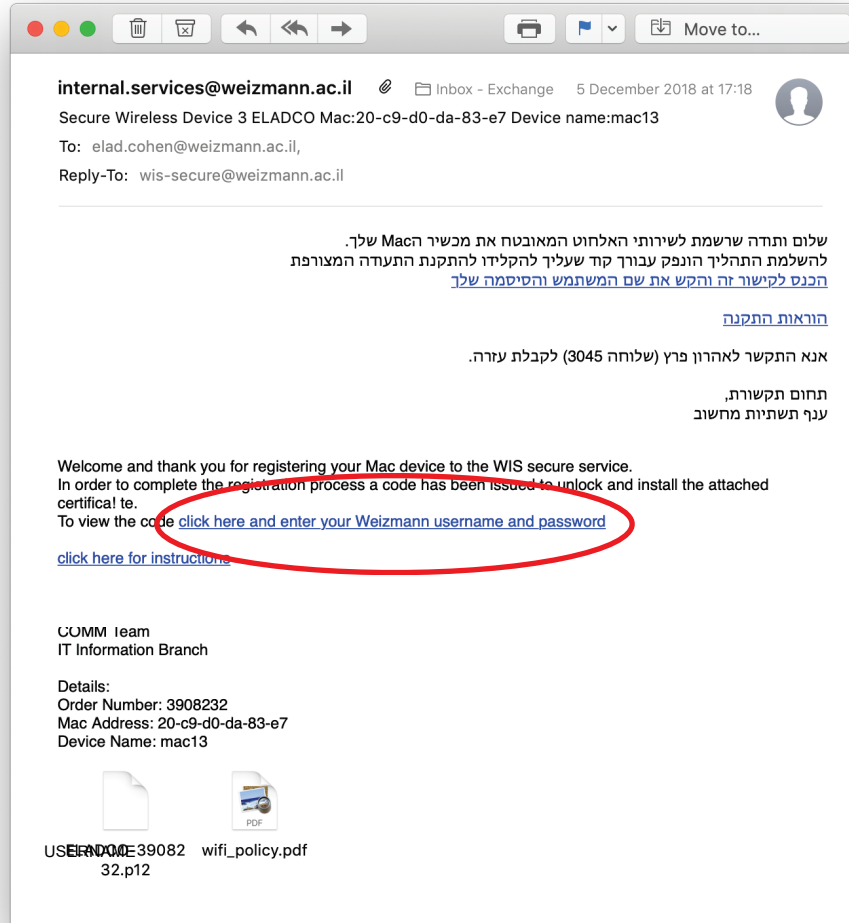 Move to...
internal.services@weizmann.ac.il Inbox - Exchange 5 December 2018 at 17:18
Secure Wireless Device 3 ELADCO Mac:20-c9-d0-da-83-e7 Device name:mac13
To: elad.cohen@weizmann.ac.il,
Reply-To: wis-secure@weizmann.ac.il
שלום ותודה שרשמת לשירותי האלחוט המאובטח את מכשיר הMac שלך.
להשלמת התהליך הונפק עבורך קוד שעליך להקלידו להתקנת התעודה המצורפת
הכנס לקישור זה והקש את שם המשתמש והסיסמה שלך
הוראות התקנה
אנא התקשר לאהרון פרץ (שלוחה 3045) לקבלת עזרה.
תחום תקשורת,
ענף תשתיות מחשוב
Welcome and thank you for registering your Mac device to the WIS secure service.
In order to complete the registration process a code has been issued to unlock and install the attached
certifica! te.
To view the code click here and enter your Weizmann username and password
click here for instructions
COMM Team
IT Information Branch
Details:
Order Number: 3908232
Mac Address: 20-c9-d0-da-83-e7
Device Name: mac13
PDF
USERNAME ELADCO-39082 wifi_policy.pdf
32.p12